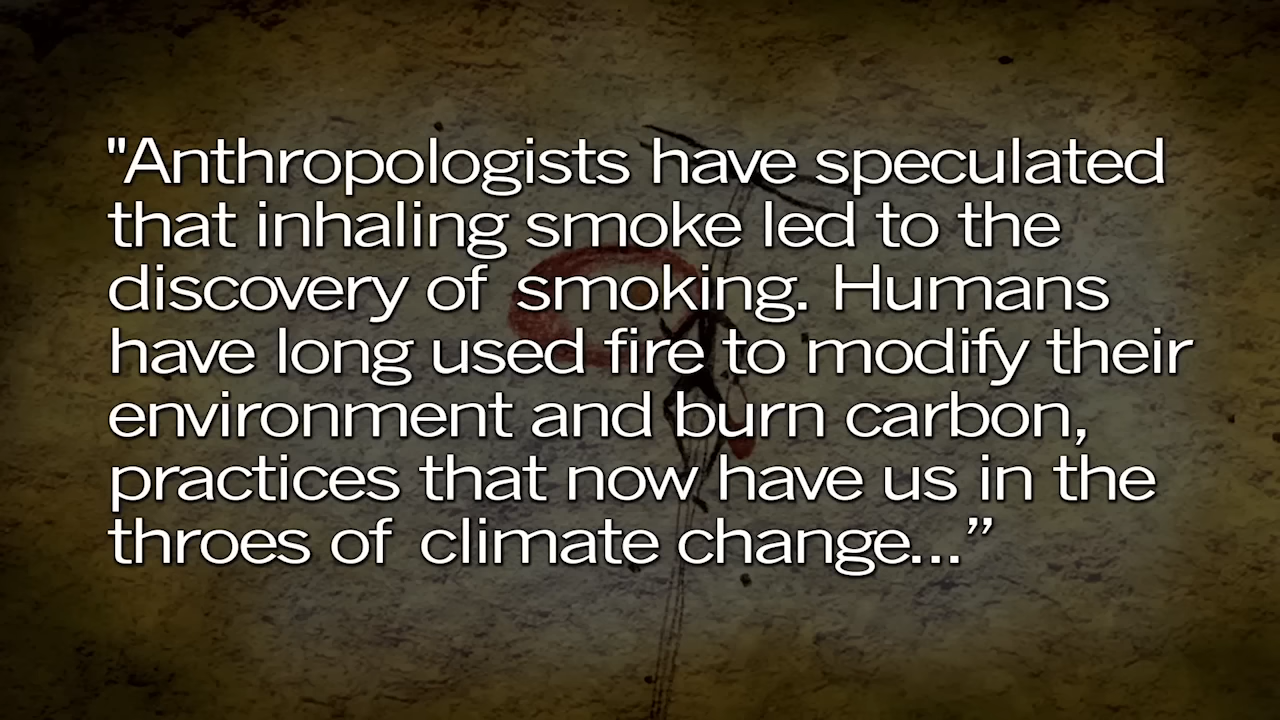 "Anthropologists have speculated
that inhaling smoke led to the
discovery of smoking. Humans
have long used fire to modify their
environment and burn carbon,
practices that now have us in the
throes of climate change...”